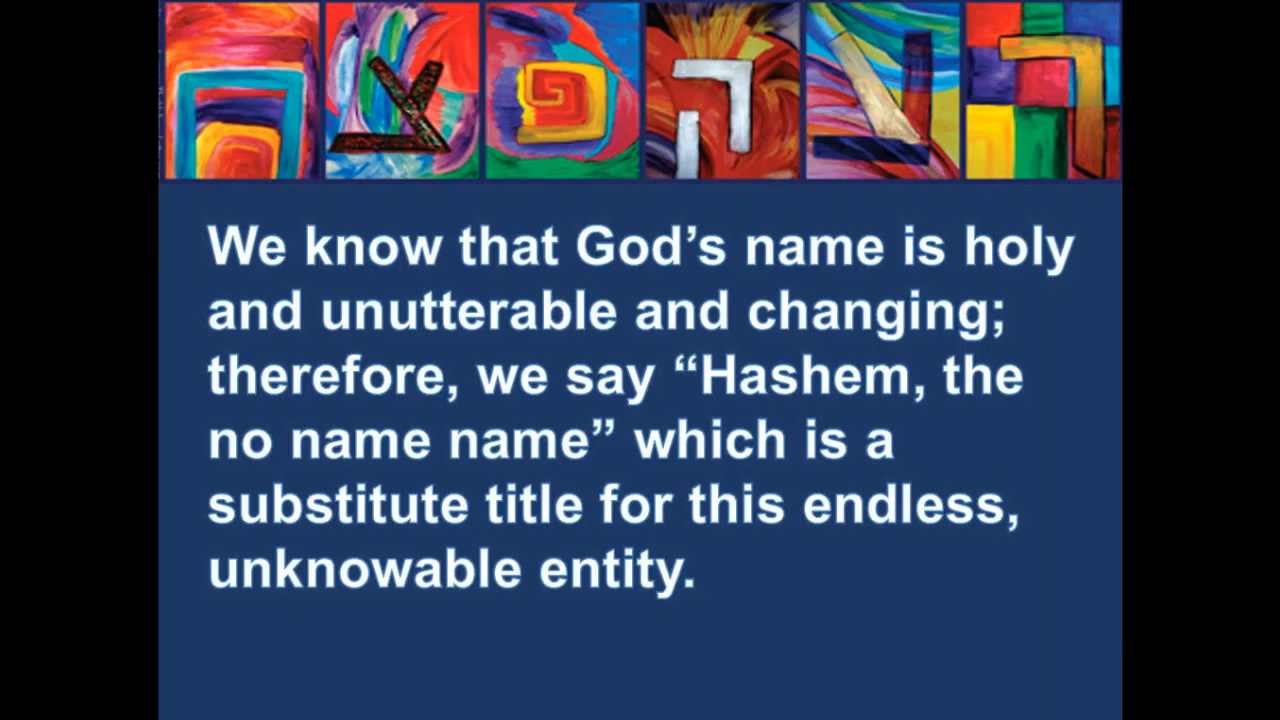 We know that God’s name is holy
and unutterable and changing;
therefore, we say “Hashem, the
no name name” which is a
substitute title for this endless,
unknowable entity.